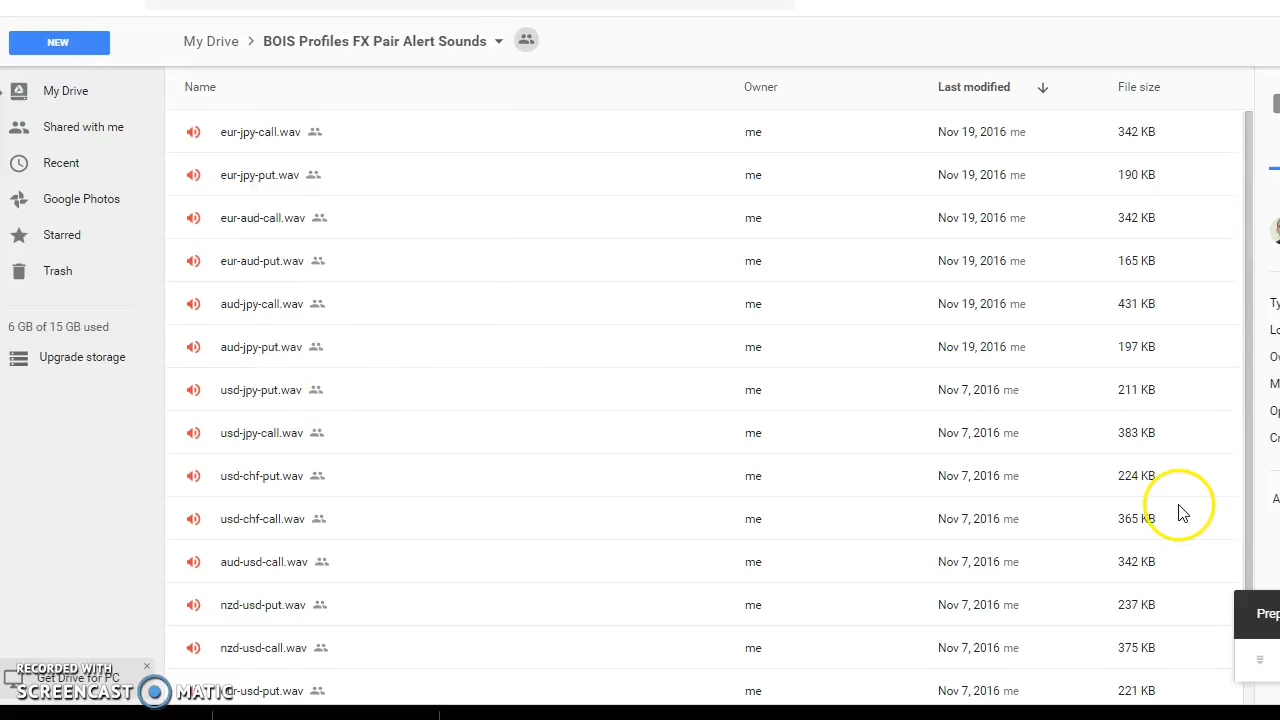 NEW
My Drive > BOIS Profiles FX Pair Alert Sounds
My Drive
Shared with me
Recent
Google Photos
Starred
Trash
6 GB of 15 GB used
Upgrade storage
Get Drive for PC
Name Owner Last modified File size
eur-jpy-call.wav me Nov 19, 2016 me 342 KB
eur-jpy-put.wav me Nov 19, 2016 me 190 KB
eur-aud-call.wav me Nov 19, 2016 me 342 KB
eur-aud-put.wav me Nov 19, 2016 me 165 KB
aud-jpy-call.wav me Nov 19, 2016 me 431 KB
aud-jpy-put.wav me Nov 19, 2016 me 197 KB
usd-jpy-put.wav me Nov 7, 2016 me 211 KB
usd-jpy-call.wav me Nov 7, 2016 me 383 KB
usd-chf-put.wav me Nov 7, 2016 me 224 KB
usd-chf-call.wav me Nov 7, 2016 me 365 KB
aud-usd-call.wav me Nov 7, 2016 me 342 KB
nzd-usd-put.wav me Nov 7, 2016 me 237 KB
nzd-usd-call.wav me Nov 7, 2016 me 375 KB
me Nov 7, 2016 me 221 KB
RECORDED WITH
SCREENCAST MATIC